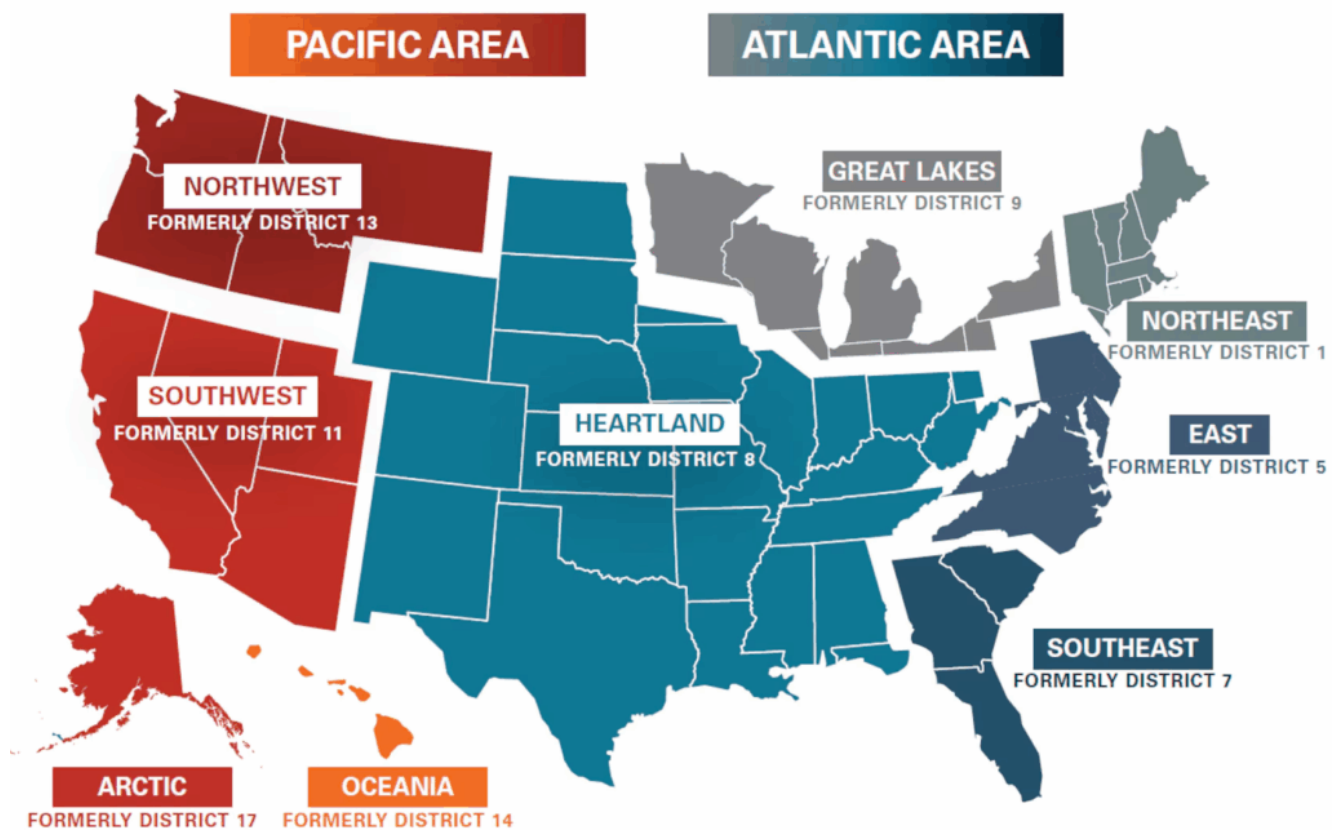 PACIFIC AREA
ATLANTIC AREA
NORTHWEST
FORMERLY DISTRICT 13
GREAT LAKES
FORMERLY DISTRICT 9
NORTHEAST
FORMERLY DISTRICT 1
SOUTHWEST
FORMERLY DISTRICT 11
HEARTLAND
FORMERLY DISTRICT 8
EAST
FORMERLY DISTRICT 5
SOUTHEAST
FORMERLY DISTRICT 7
ARCTIC
FORMERLY DISTRICT 17
OCEANIA
FORMERLY DISTRICT 14